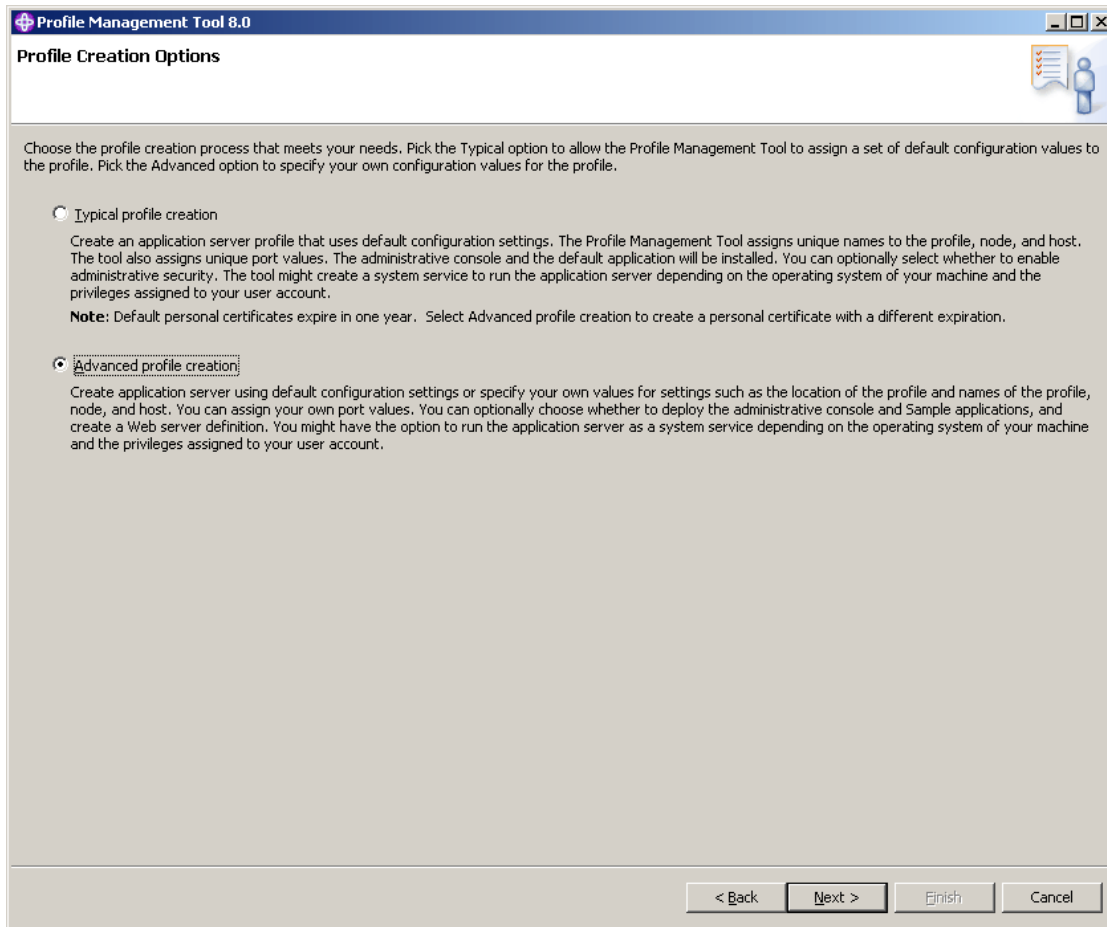 Profile Management Tool 8.0
Profile Creation Options
Choose the profile creation process that meets your needs. Pick the Typical option to allow the Profile Management Tool to assign a set of default configuration values to
the profile. Pick the Advanced option to specify your own configuration values for the profile.
Typical profile creation
Create an application server profile that uses default configuration settings. The Profile Management Tool assigns unique names to the profile, node, and host.
The tool also assigns unique port values. The administrative console and the default application will be installed. You can optionally select whether to enable
administrative security. The tool might create a system service to run the application server depending on the operating system of your machine and the
privileges assigned to your user account.
Note: Default personal certificates expire in one year. Select Advanced profile creation to create a personal certificate with a different expiration.
Advanced profile creation
Create application server using default configuration settings or specify your own values for settings such as the location of the profile and names of the profile,
node, and host. You can assign your own port values. You can optionally choose whether to deploy the administrative console and Sample applications, and
create a Web server definition. You might have the option to run the application server as a system service depending on the operating system of your machine
and the privileges assigned to your user account.
< Back Next > Finish Cancel